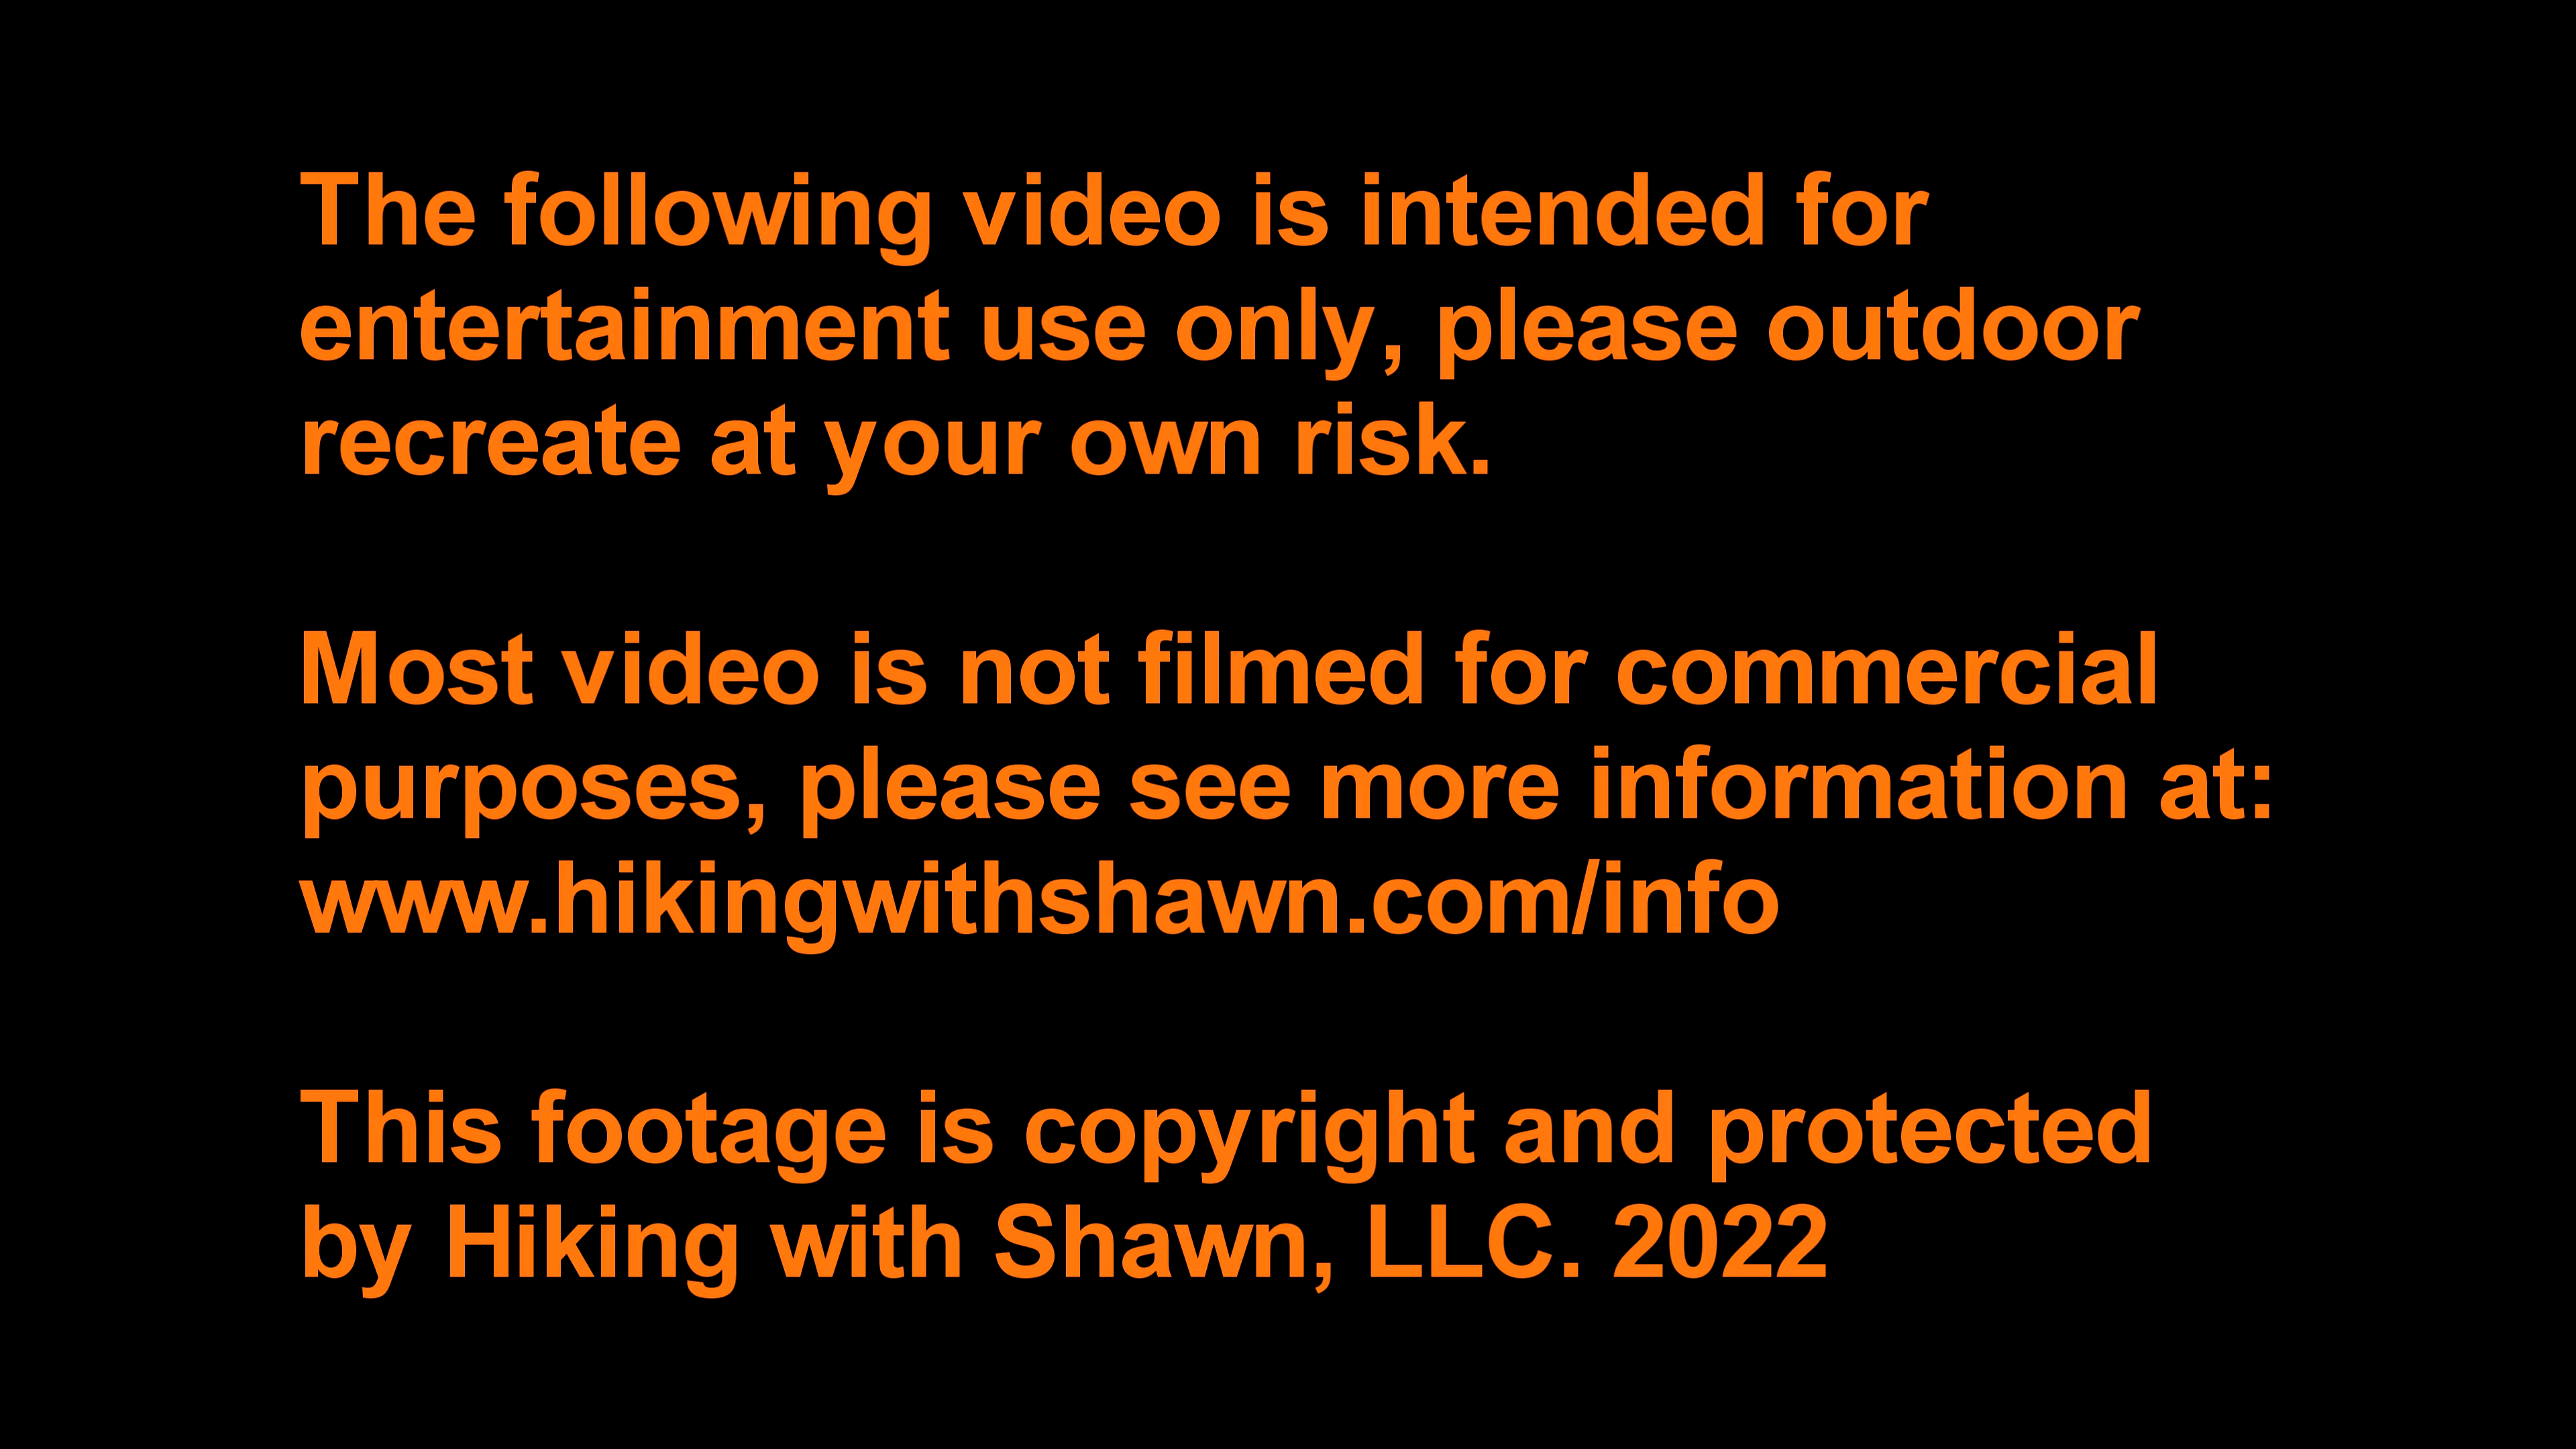 The following video is intended for
entertainment use only, please outdoor
recreate at your own risk.
Most video is not filmed for commercial
purposes, please see more information at:
www.hikingwithshawn.com/info
This footage is copyright and protected
by Hiking with Shawn, LLC. 2022